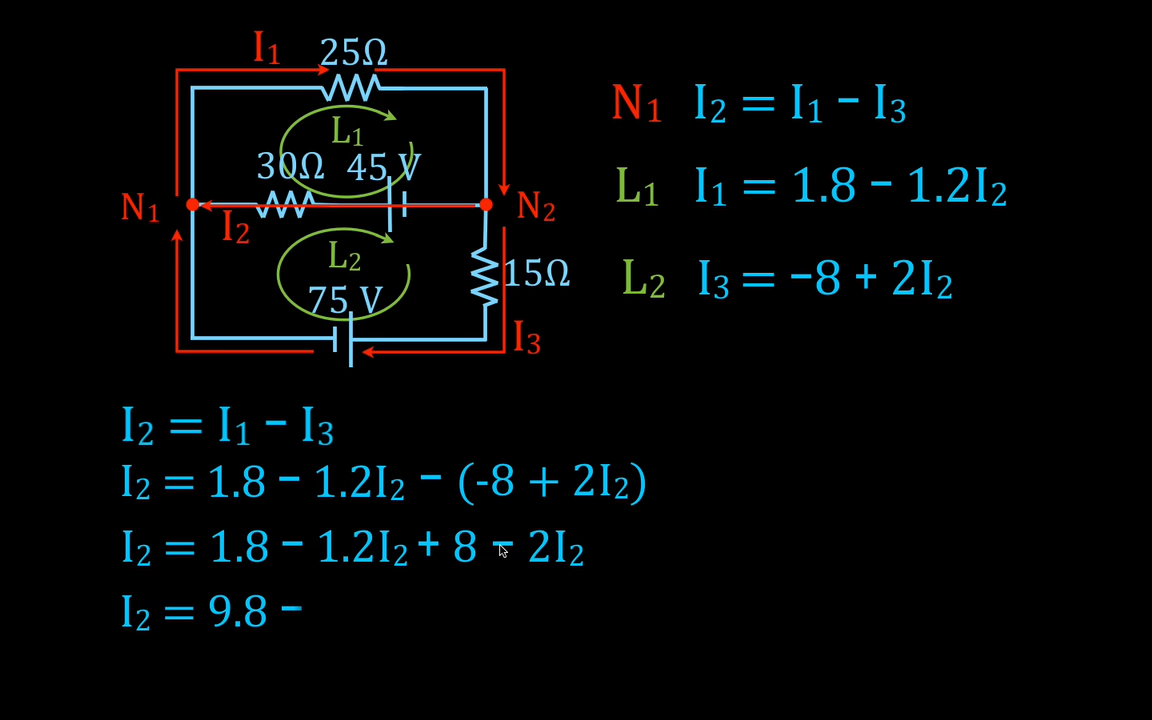 I₁ 25Ω
L₁
30Ω 45 V
N₁ N₂
I₂
L₂
15Ω
75 V
I₃
N₁ I₂ = I₁ − I₃
L₁ I₁ = 1.8 − 1.2I₂
L₂ I₃ = −8 + 2I₂
I₂ = I₁ − I₃
I₂ = 1.8 − 1.2I₂ − (-8 + 2I₂)
I₂ = 1.8 − 1.2I₂ + 8 − 2I₂
I₂ = 9.8 −